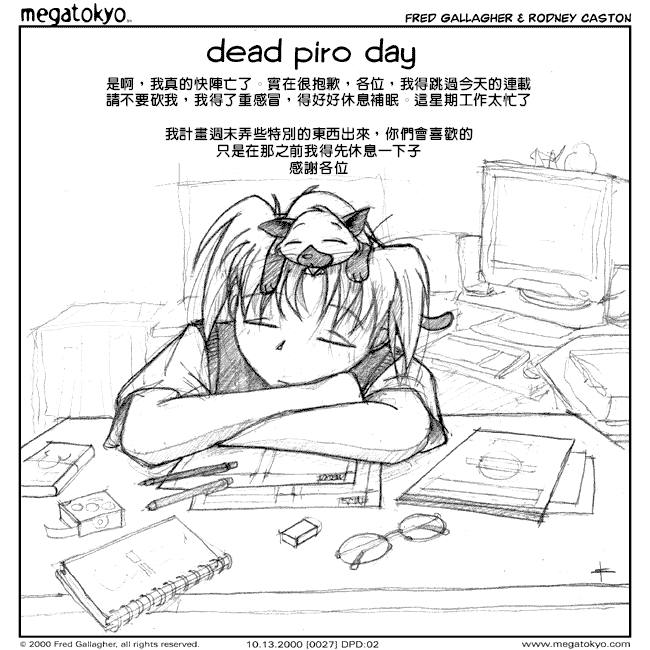 megatokyo
FRED GALLAGHER & RODNEY CASTON
dead piro day
是啊，我真的快陣亡了。實在很抱歉，各位，我得跳過今天的連載
請不要砍我，我得了重感冒，得好好休息補眠。這星期工作太忙了
我計畫週末弄些特別的東西出來，你們會喜歡的
只是在那之前我得先休息一下子
感謝各位
© 2000 Fred Gallagher, all rights reserved.
10.13.2000 [0027] DPD:02
www.megatokyo.com